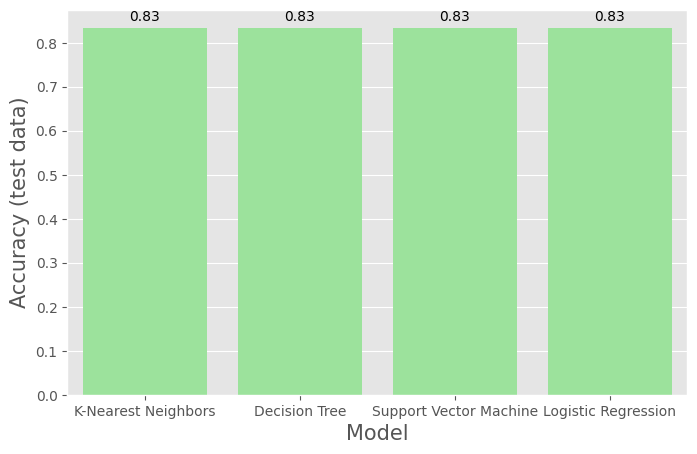 0.83 0.83 0.83 0.83
0.8
0.7
0.6
0.5
0.4
0.3
0.2
0.1
0.0
Accuracy (test data)
K-Nearest Neighbors Decision Tree Support Vector Machine Logistic Regression
Model